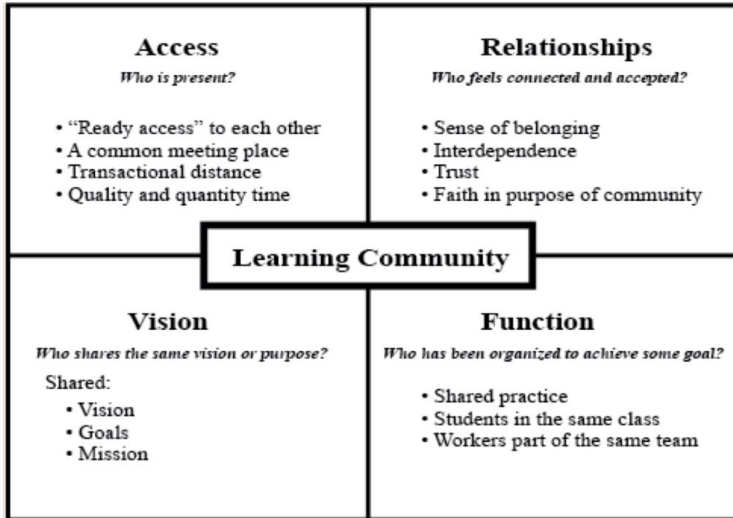 Access
Who is present?
• “Ready access” to each other
• A common meeting place
• Transactional distance
• Quality and quantity time
Relationships
Who feels connected and accepted?
• Sense of belonging
• Interdependence
• Trust
• Faith in purpose of community
Learning Community
Vision
Who shares the same vision or purpose?
Shared:
• Vision
• Goals
• Mission
Function
Who has been organized to achieve some goal?
• Shared practice
• Students in the same class
• Workers part of the same team